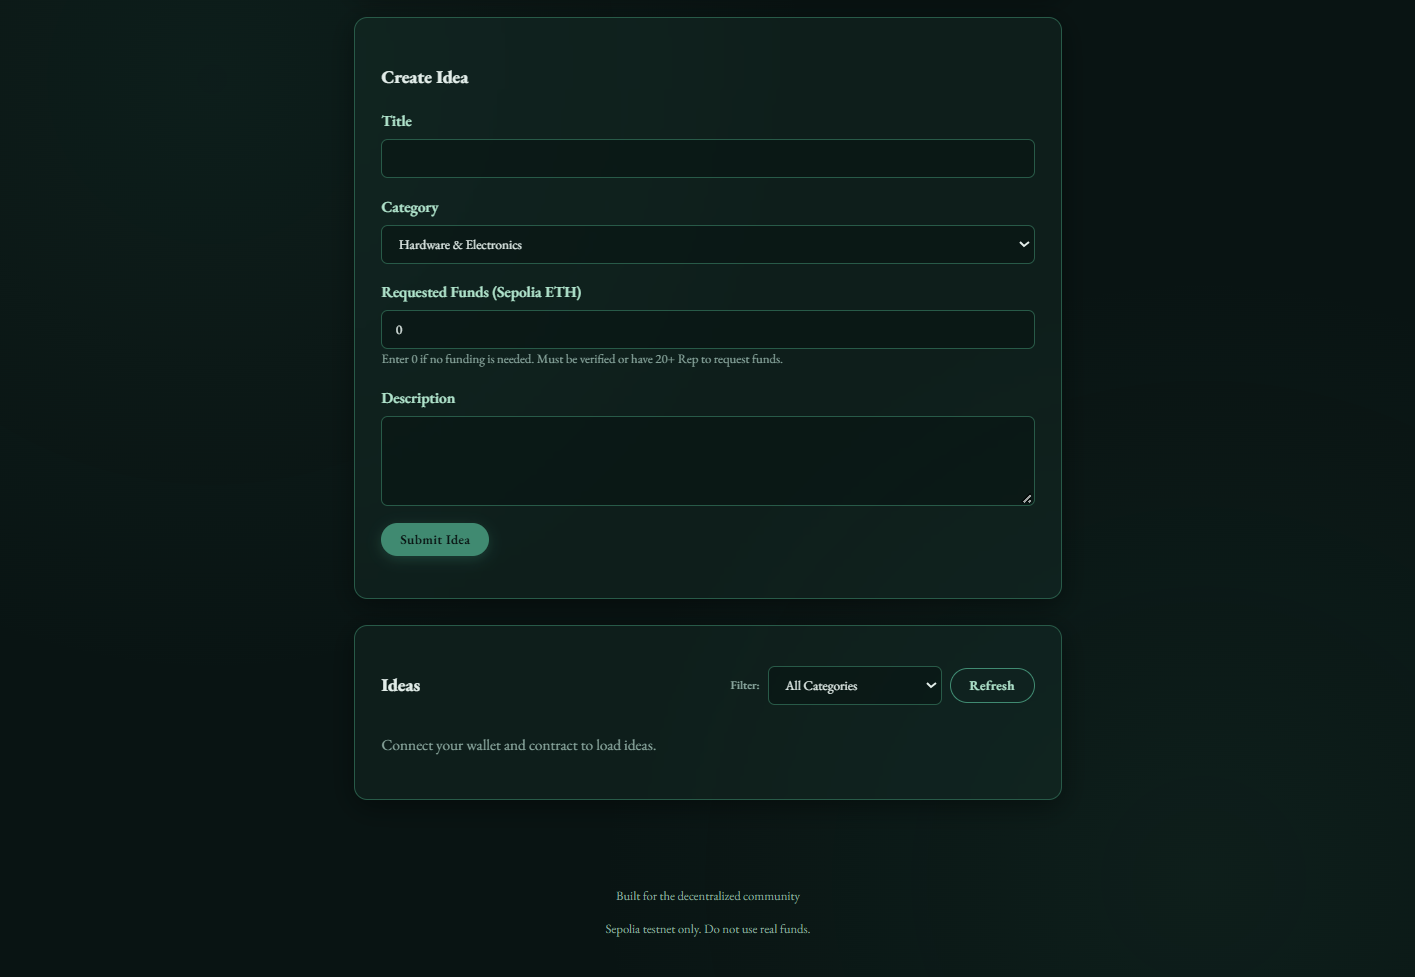 Create Idea
Title
Category
Hardware & Electronics
Requested Funds (Sepolia ETH)
0
Enter 0 if no funding is needed. Must be verified or have 20+ Rep to request funds.
Description
Submit Idea
Ideas
Filter:
All Categories
Refresh
Connect your wallet and contract to load ideas.
Built for the decentralized community
Sepolia testnet only. Do not use real funds.